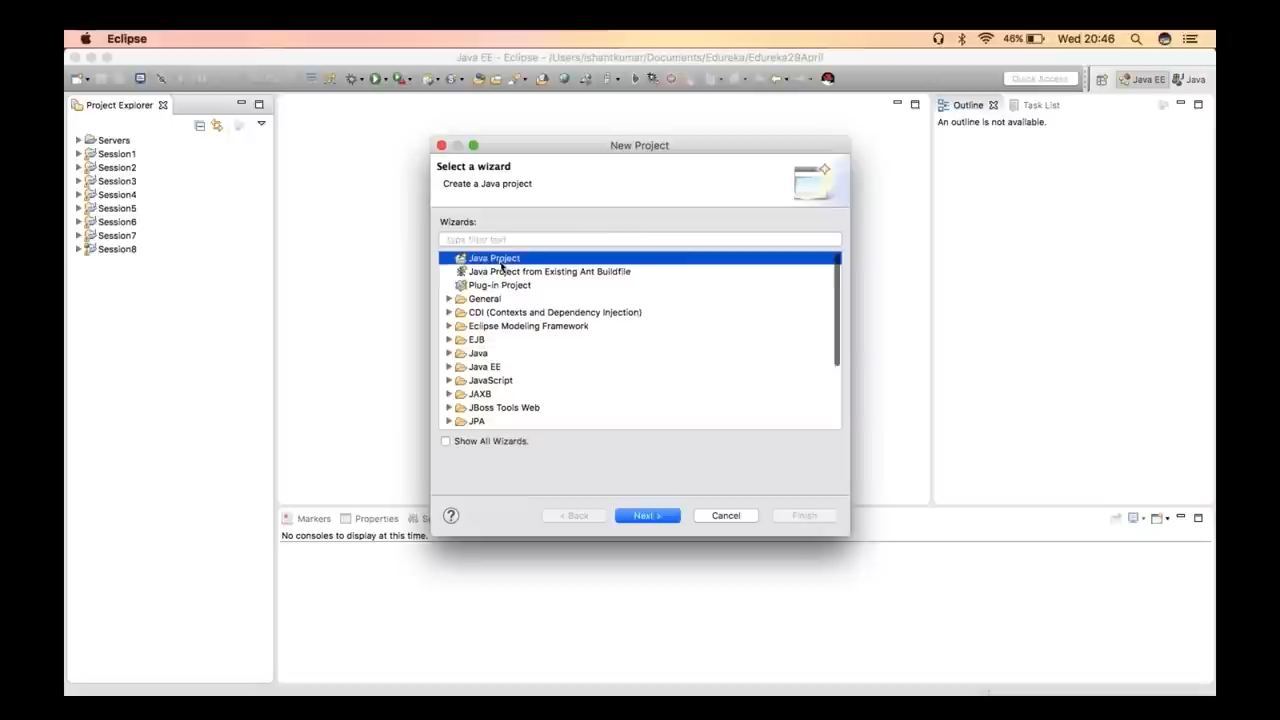 Eclipse
46%
Wed 20:46
Java EE - Eclipse - /Users/ishantkumar/Documents/Edureka/Edureka29April
Quick Access
Java EE
Java
Project Explorer
Servers
Session1
Session2
Session3
Session4
Session5
Session6
Session7
Session8
New Project
Select a wizard
Create a Java project
Wizards:
type filter text
Java Project
Java Project from Existing Ant Buildfile
Plug-in Project
General
CDI (Contexts and Dependency Injection)
Eclipse Modeling Framework
EJB
Java
Java EE
JavaScript
JAXB
JBoss Tools Web
JPA
Show All Wizards.
?
< Back
Next >
Cancel
Finish
Outline
Task List
An outline is not available.
Markers
Properties
No consoles to display at this time.